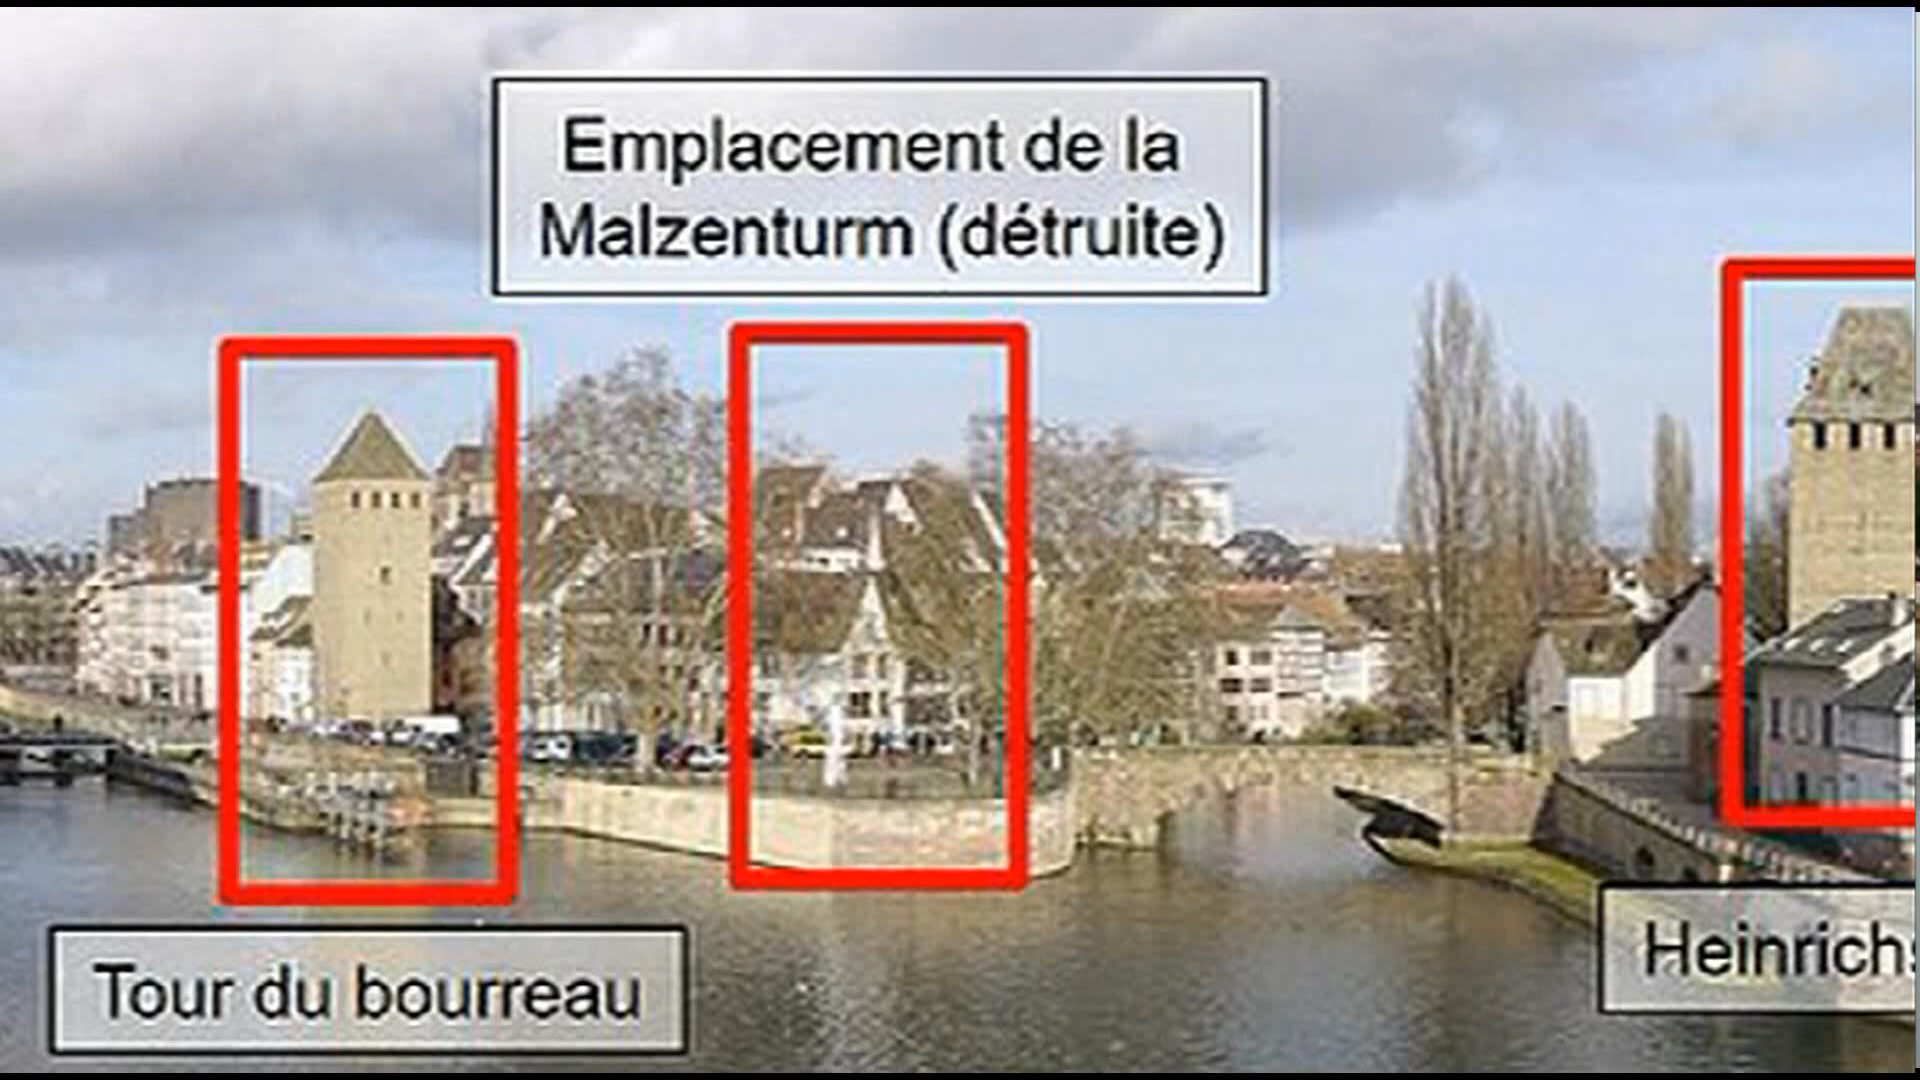 Emplacement de la
Malzenturm (détruite)
Tour du bourreau
Heinrichs